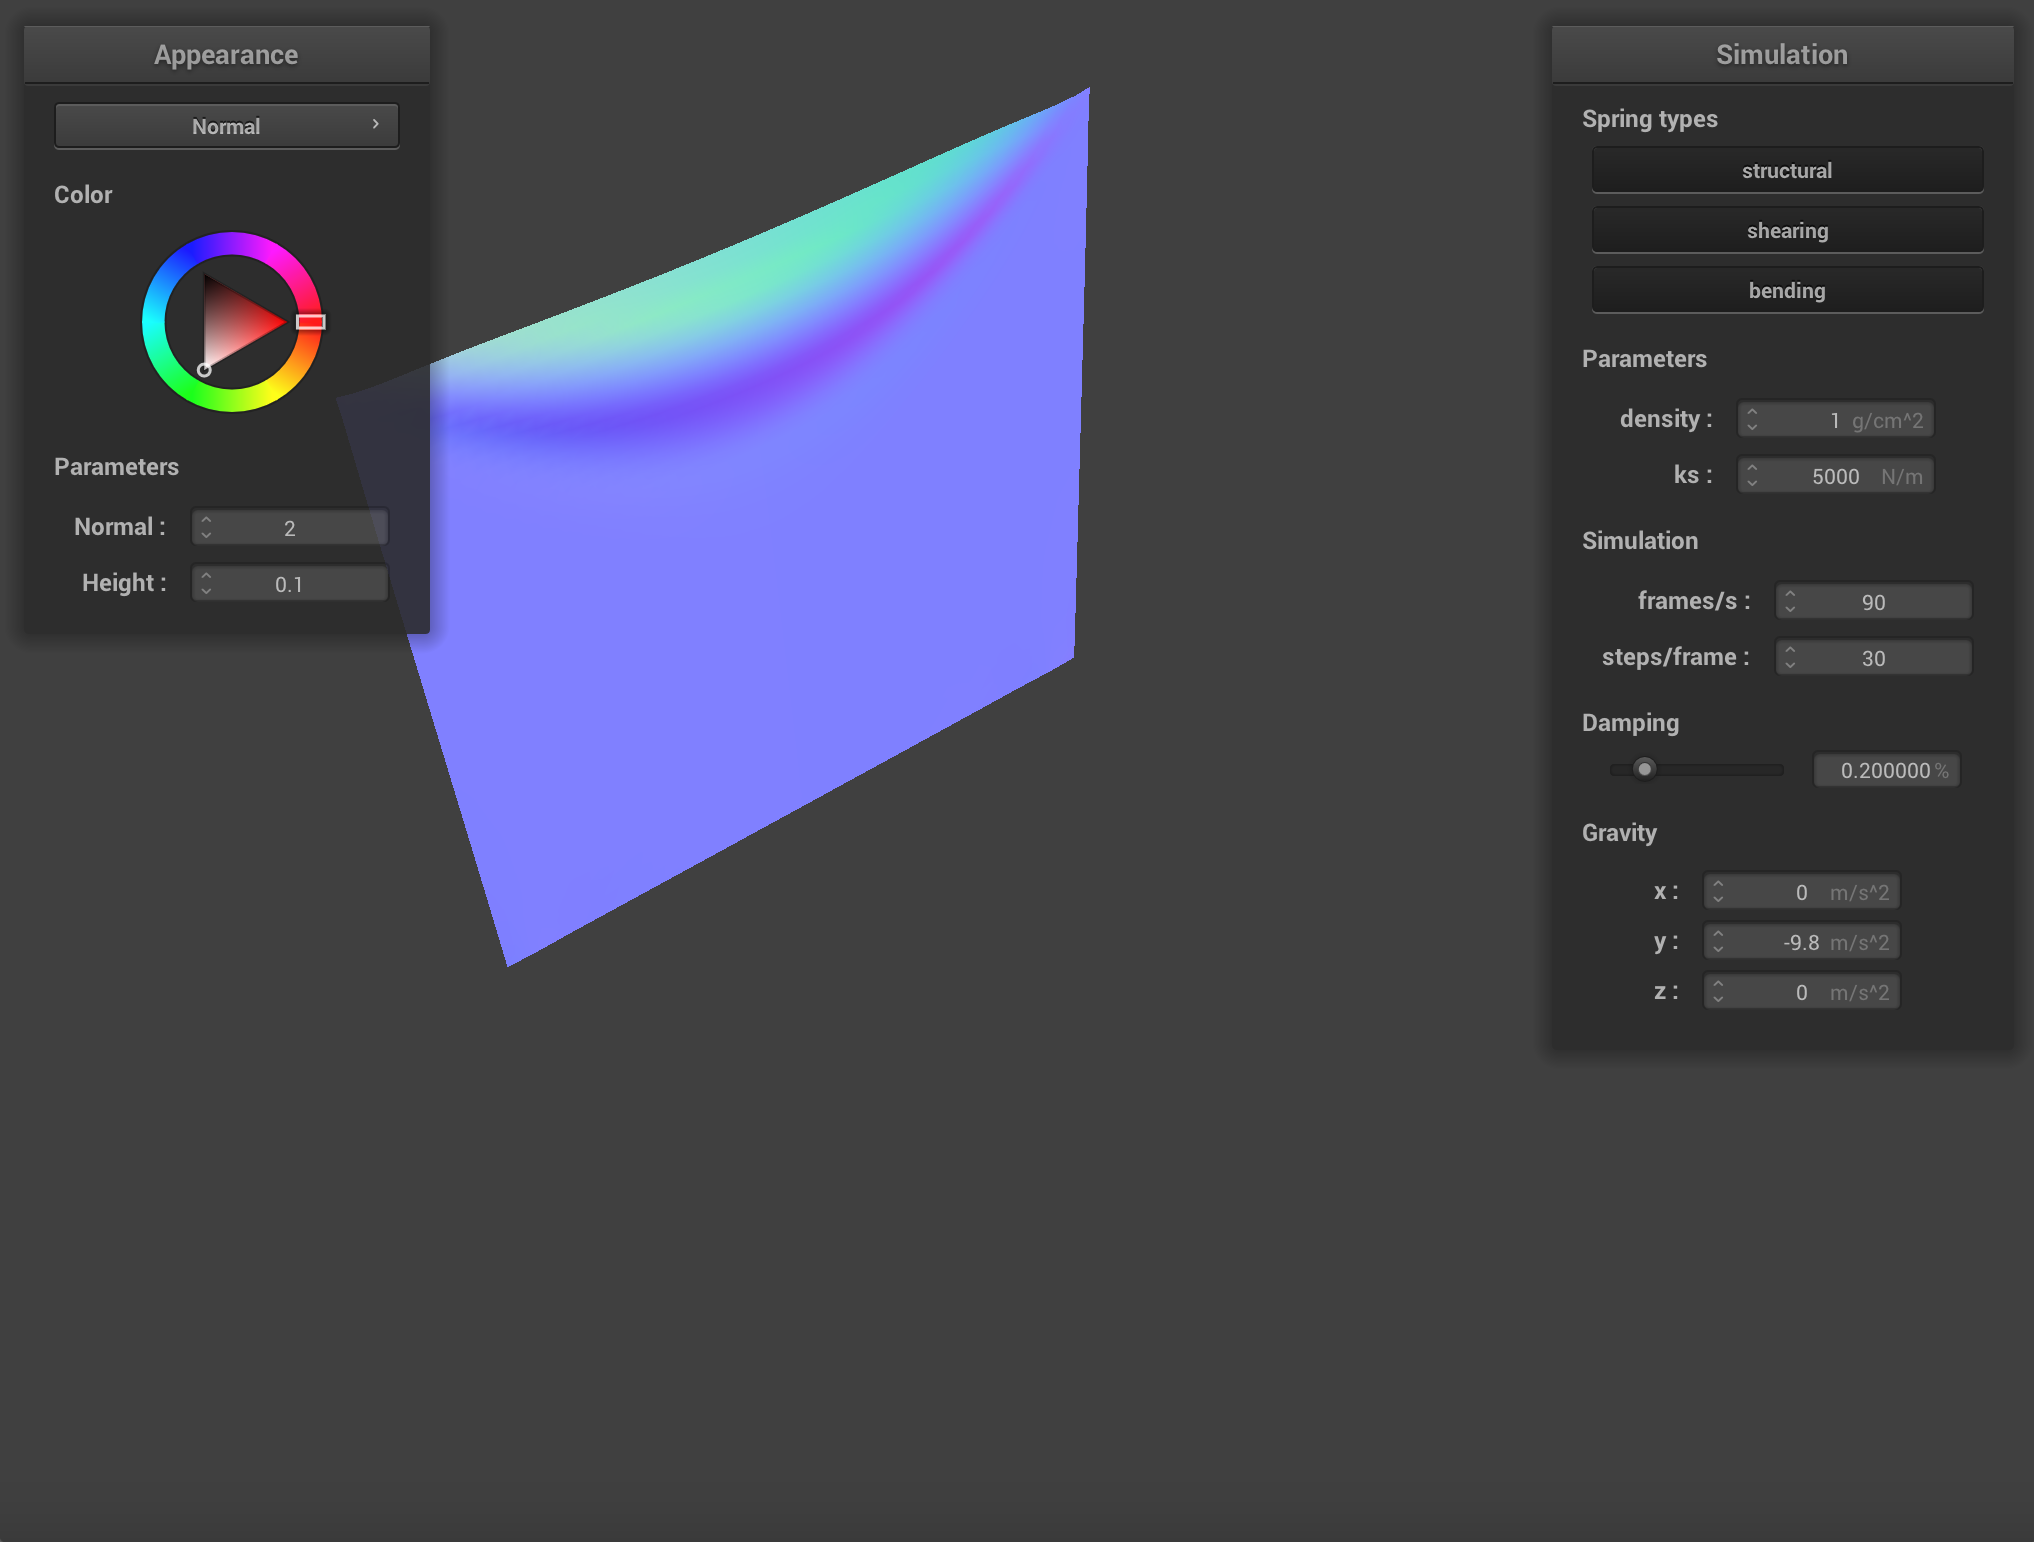 Appearance
Normal
Color
Parameters
Normal : 2
Height : 0.1
Simulation
Spring types
structural
shearing
bending
Parameters
density : 1 g/cm^2
ks : 5000 N/m
Simulation
frames/s : 90
steps/frame : 30
Damping
0.200000 %
Gravity
x : 0 m/s^2
y : -9.8 m/s^2
z : 0 m/s^2